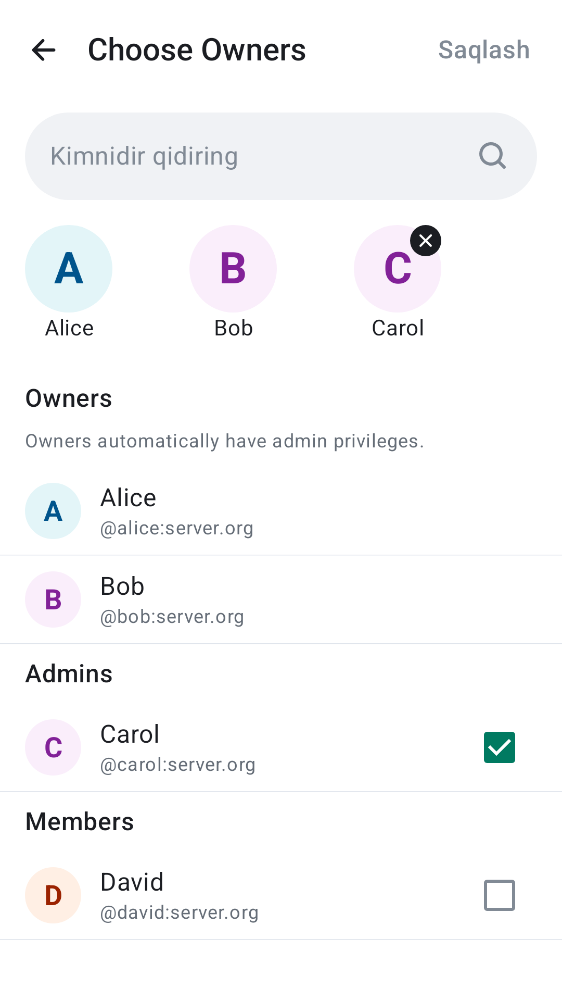 Choose Owners
Saqlash
Kimnidir qidiring
A
B
C
Alice
Bob
Carol
Owners
Owners automatically have admin privileges.
A
Alice
@alice:server.org
B
Bob
@bob:server.org
Admins
C
Carol
@carol:server.org
Members
D
David
@david:server.org